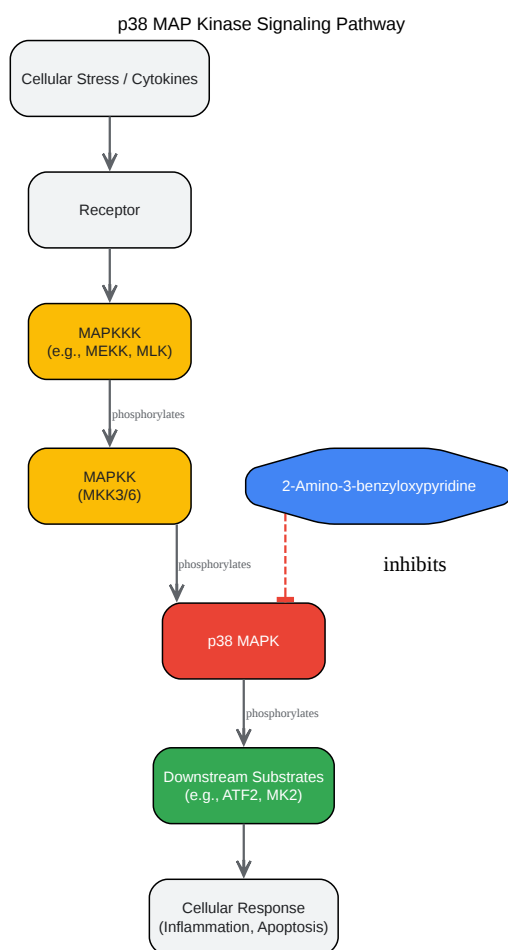 p38 MAP Kinase Signaling Pathway
Cellular Stress / Cytokines
Receptor
MAPKKK
(e.g., MEKK, MLK)
phosphorylates
MAPKK
(MKK3/6)
2-Amino-3-benzyloxypyridine
phosphorylates
inhibits
p38 MAPK
phosphorylates
Downstream Substrates
(e.g., ATF2, MK2)
Cellular Response
(Inflammation, Apoptosis)